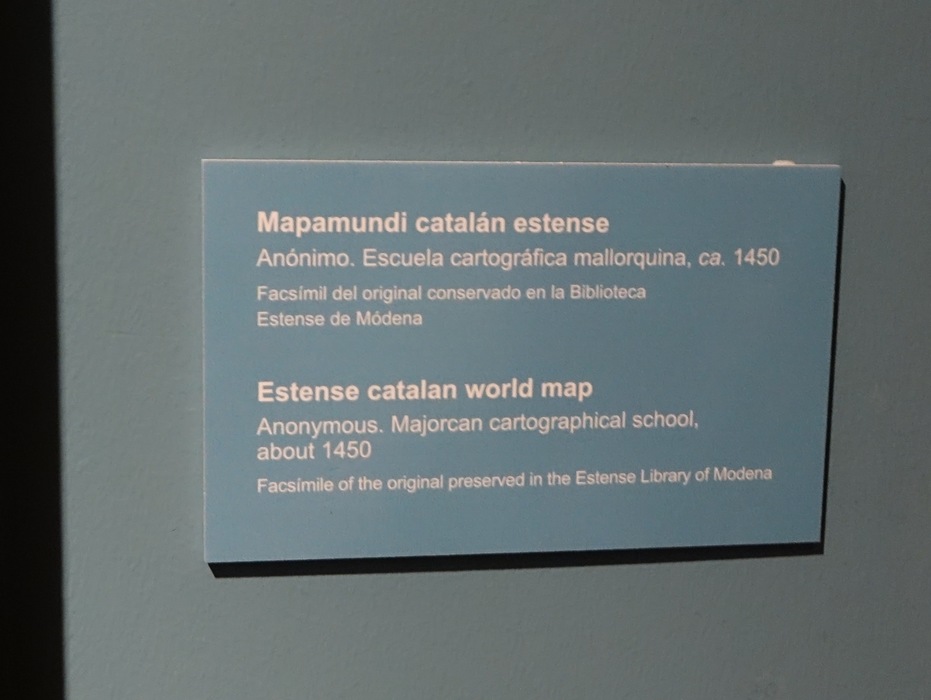 Mapamundi catalán estense
Anónimo. Escuela cartográfica mallorquina, ca. 1450
Facsímil del original conservado en la Biblioteca
Estense de Módena
Estense catalan world map
Anonymous. Majorcan cartographical school,
about 1450
Facsímile of the original preserved in the Estense Library of Modena